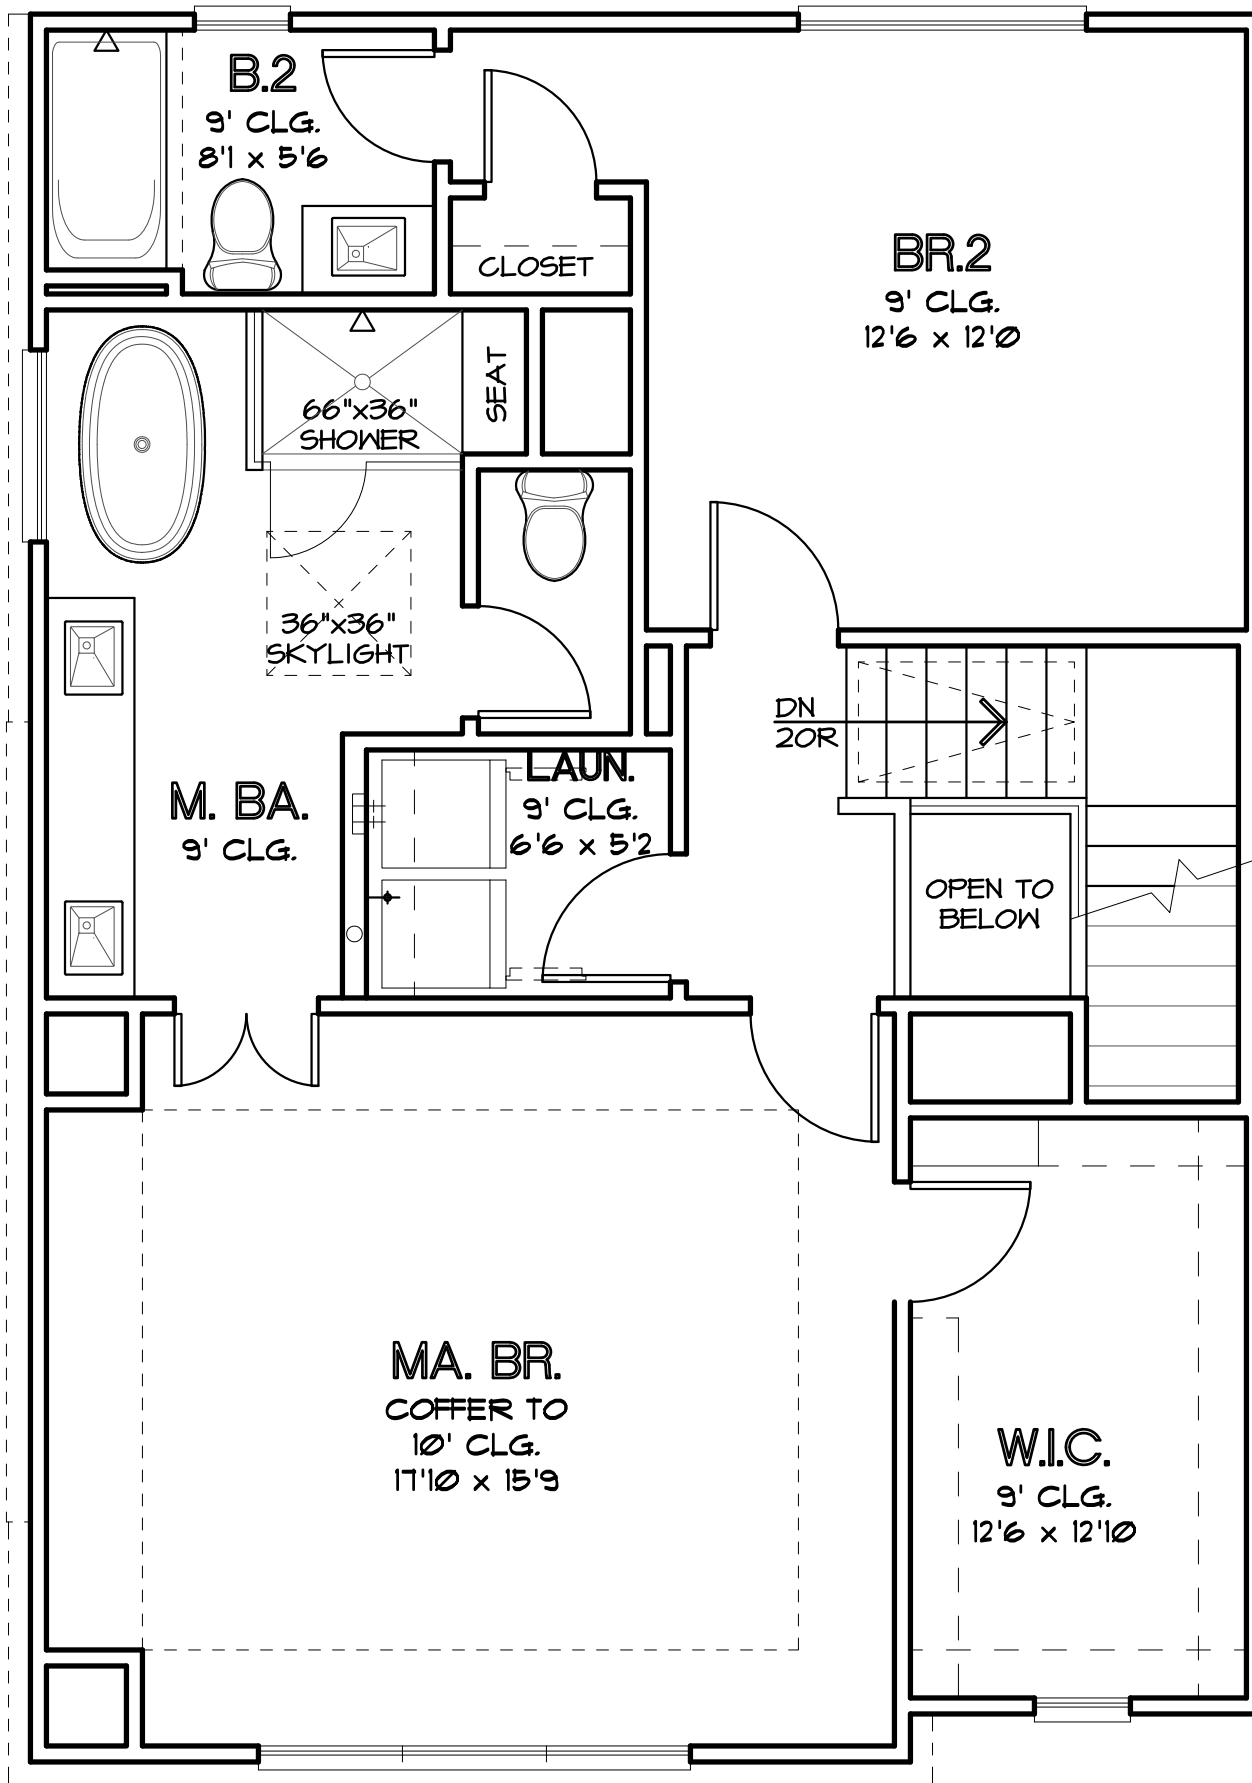 B.2
9' CLG.
8'1 x 5'6
CLOSET
BR.2
9' CLG.
12'6 x 12'0
66"x36"
SHOWER
SEAT
36"x36"
SKYLIGHT
DN
20R
LAUN.
9' CLG.
6'6 x 5'2
M. BA.
9' CLG.
OPEN TO
BELOW
MA. BR.
COFFER TO
10' CLG.
17'10 x 15'9
W.I.C.
9' CLG.
12'6 x 12'10